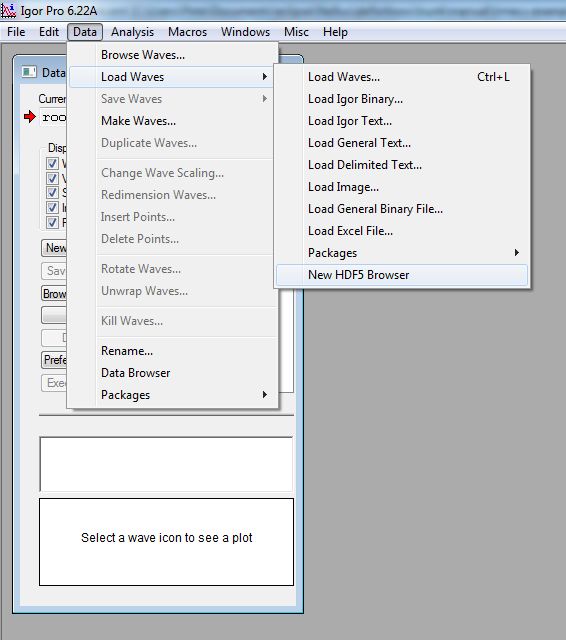 Igor Pro 6.22A
File Edit Data Analysis Macros Windows Misc Help
Data
Browse Waves...
Load Waves
Save Waves
Make Waves...
Duplicate Waves...
Change Wave Scaling...
Redimension Waves...
Insert Points...
Delete Points...
Rotate Waves...
Unwrap Waves...
Kill Waves...
Rename...
Data Browser
Packages
Load Waves... Ctrl+L
Load Igor Binary...
Load Igor Text...
Load General Text...
Load Delimited Text...
Load Image...
Load General Binary File...
Load Excel File...
Packages
New HDF5 Browser
Curre
roo
Disp
New
Save
Brow
Prefe
Exec
Select a wave icon to see a plot